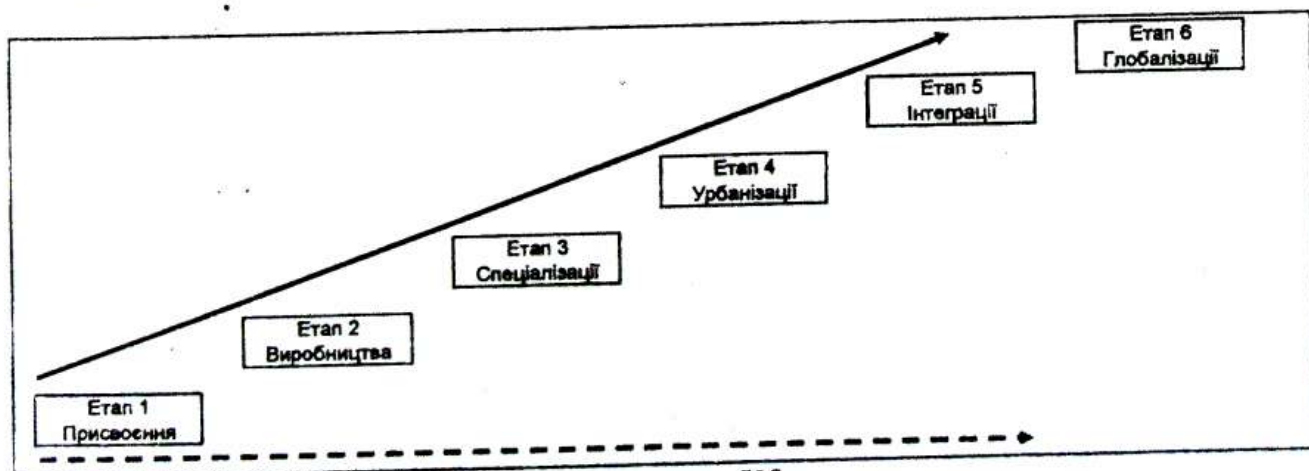 Етап 6
Глобалізації
Етап 5
Інтеграції
Етап 4
Урбанізації
Етап 3
Спеціалізації
Етап 2
Виробництва
Етап 1
Присвоєння